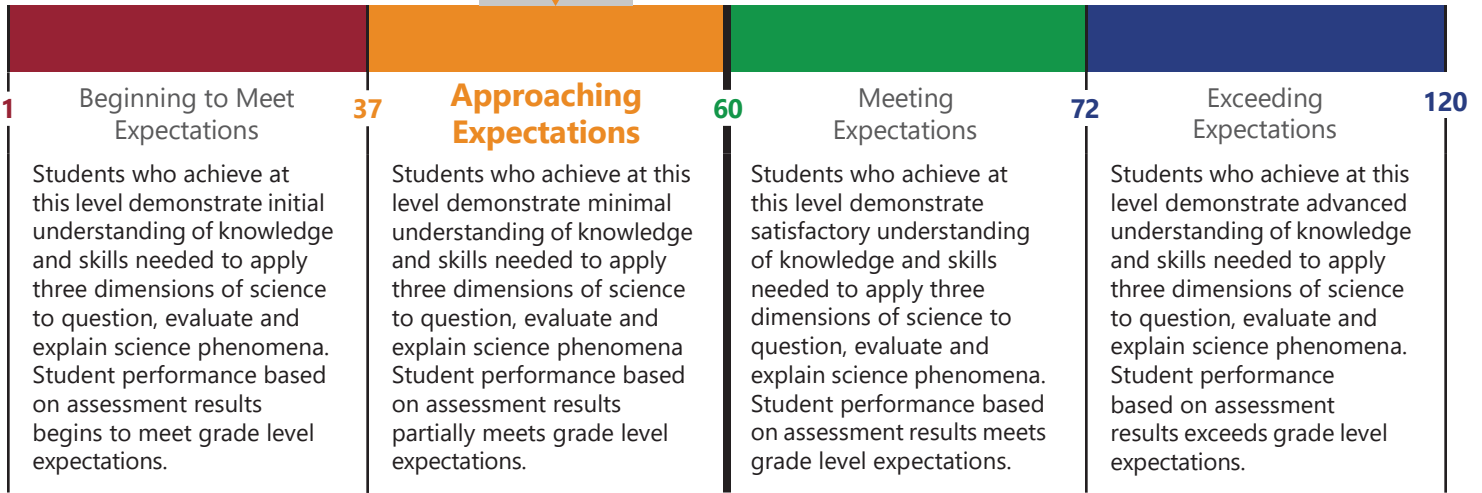 1
Beginning to Meet
Expectations
37
Approaching
Expectations
60
Meeting
Expectations
72
Exceeding
Expectations
120
Students who achieve at
this level demonstrate initial
understanding of knowledge
and skills needed to apply
three dimensions of science
to question, evaluate and
explain science phenomena.
Student performance based
on assessment results
begins to meet grade level
expectations.
Students who achieve at this
level demonstrate minimal
understanding of knowledge
and skills needed to apply
three dimensions of science
to question, evaluate and
explain science phenomena
Student performance based
on assessment results
partially meets grade level
expectations.
Students who achieve at
this level demonstrate
satisfactory understanding
of knowledge and skills
needed to apply three
dimensions of science to
question, evaluate and
explain science phenomena.
Student performance based
on assessment results meets
grade level expectations.
Students who achieve at this
level demonstrate advanced
understanding of knowledge
and skills needed to apply
three dimensions of science
to question, evaluate and
explain science phenomena.
Student performance
based on assessment
results exceeds grade level
expectations.